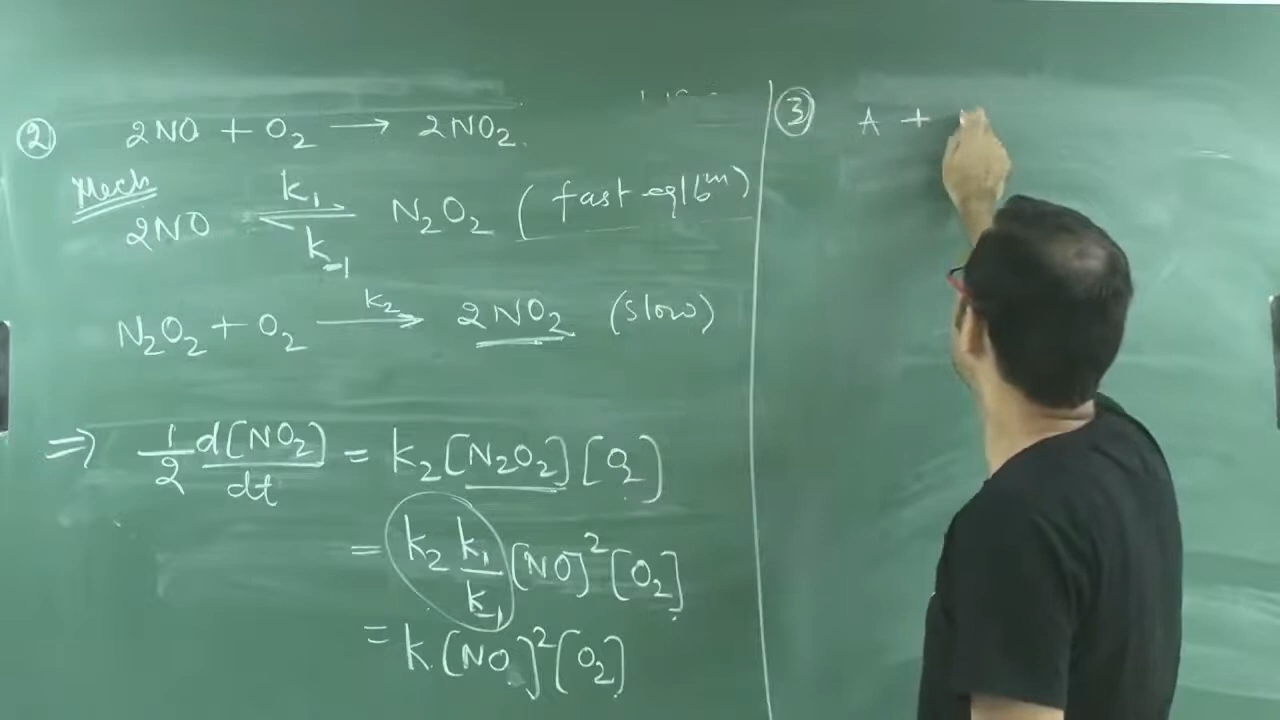 ② 2NO + O₂ → 2NO₂.
Mech
2NO ⇌ N₂O₂ (fast eqlbᵐ)
k₁
k₋₁
k₂
N₂O₂ + O₂ → 2NO₂ (slow)
⇒ 1/2 d[NO₂]/dt = k₂[N₂O₂][O₂]
= k₂ k₁/k₋₁ [NO]²[O₂]
= k.[NO]²[O₂]
③ A +